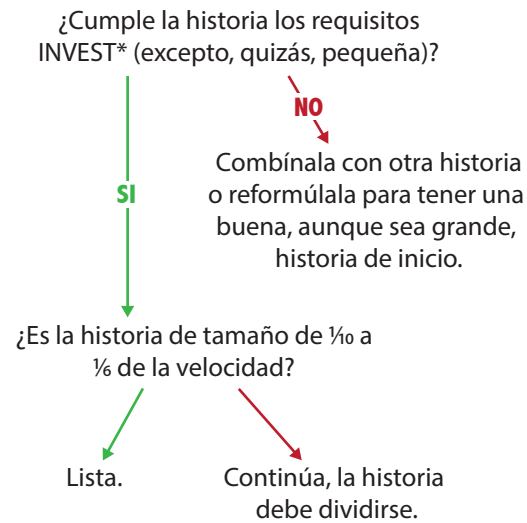 ¿Cumple la historia los requisitos
INVEST* (excepto, quizás, pequeña)?
NO
Combínala con otra historia
o reformúlala para tener una
buena, aunque sea grande,
historia de inicio.
SI
¿Es la historia de tamaño de ⅒ a
⅙ de la velocidad?
Lista.
Continúa, la historia
debe dividirse.